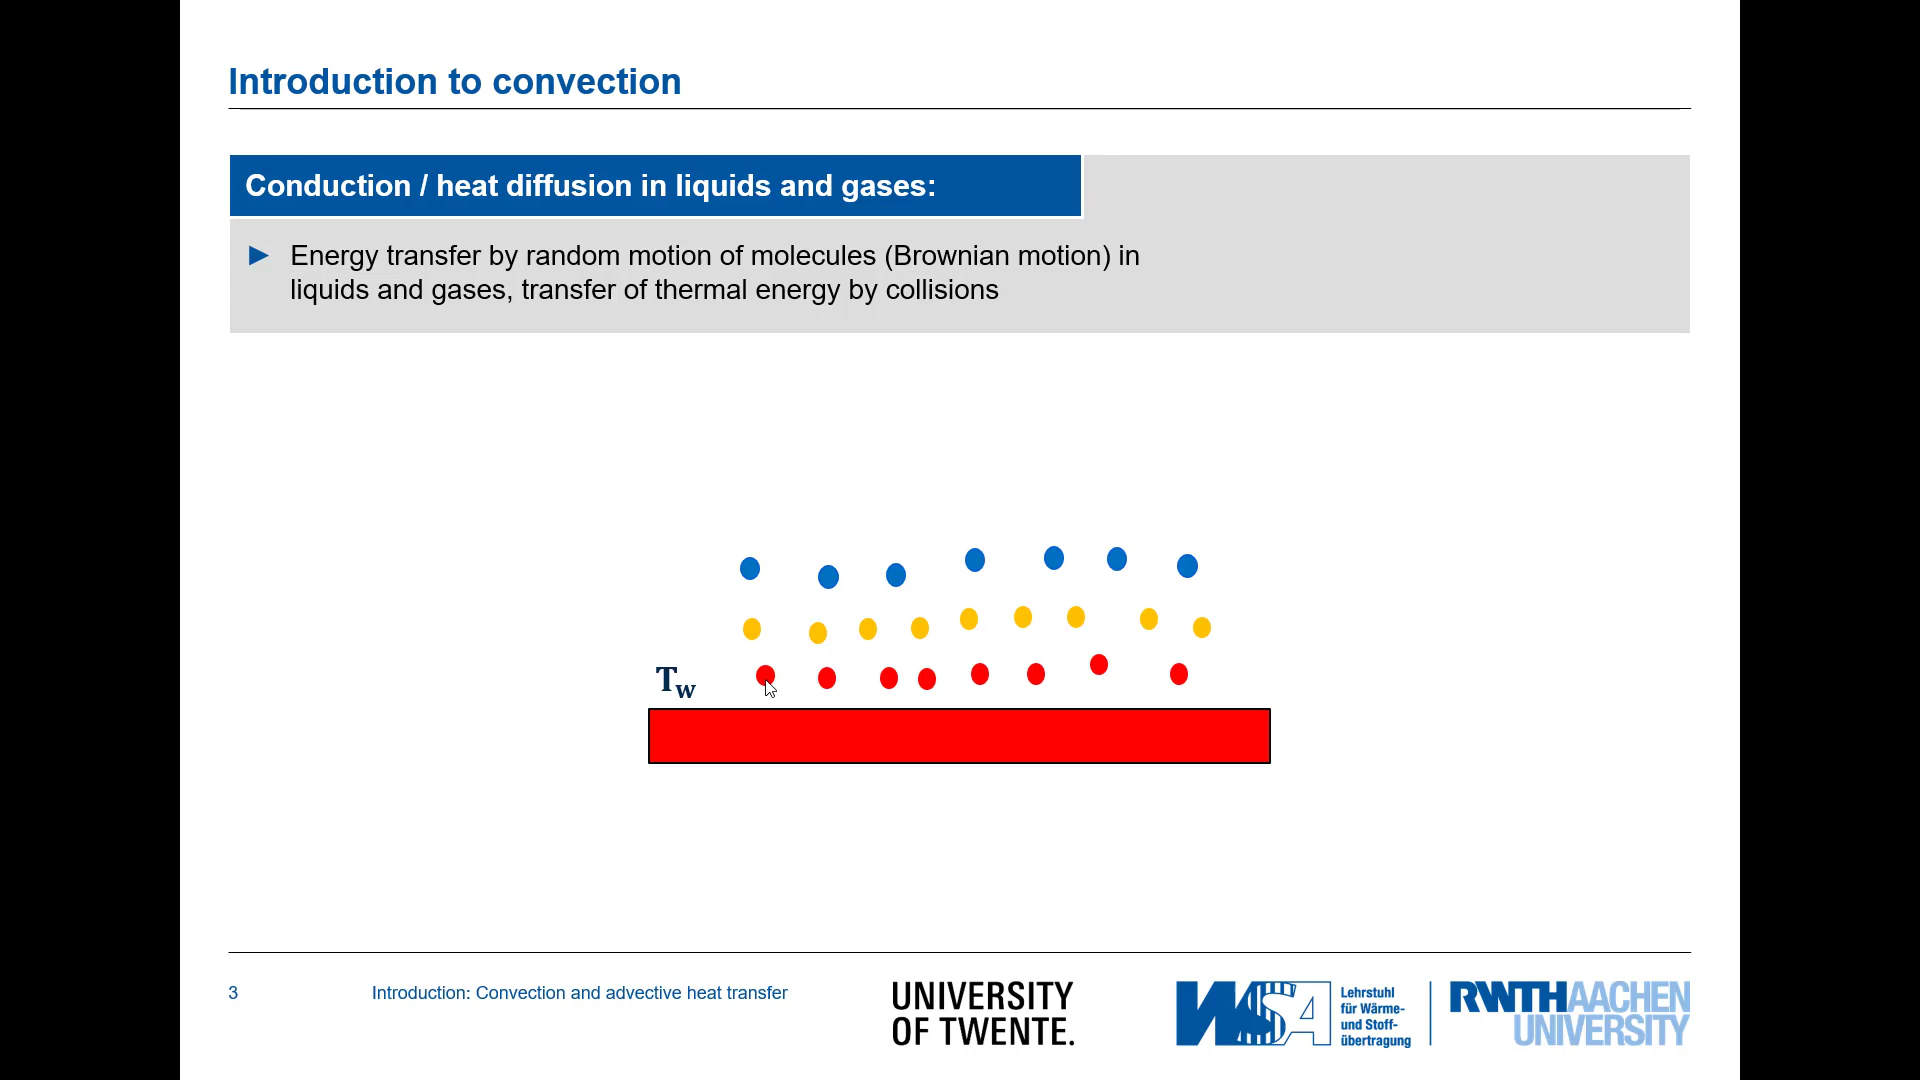 Introduction to convection
Conduction / heat diffusion in liquids and gases:
► Energy transfer by random motion of molecules (Brownian motion) in
liquids and gases, transfer of thermal energy by collisions
Tw
3
Introduction: Convection and advective heat transfer
UNIVERSITY
OF TWENTE.
WSA
Lehrstuhl
für Wärme-
und Stoff-
übertragung
RWTHAACHEN
UNIVERSITY